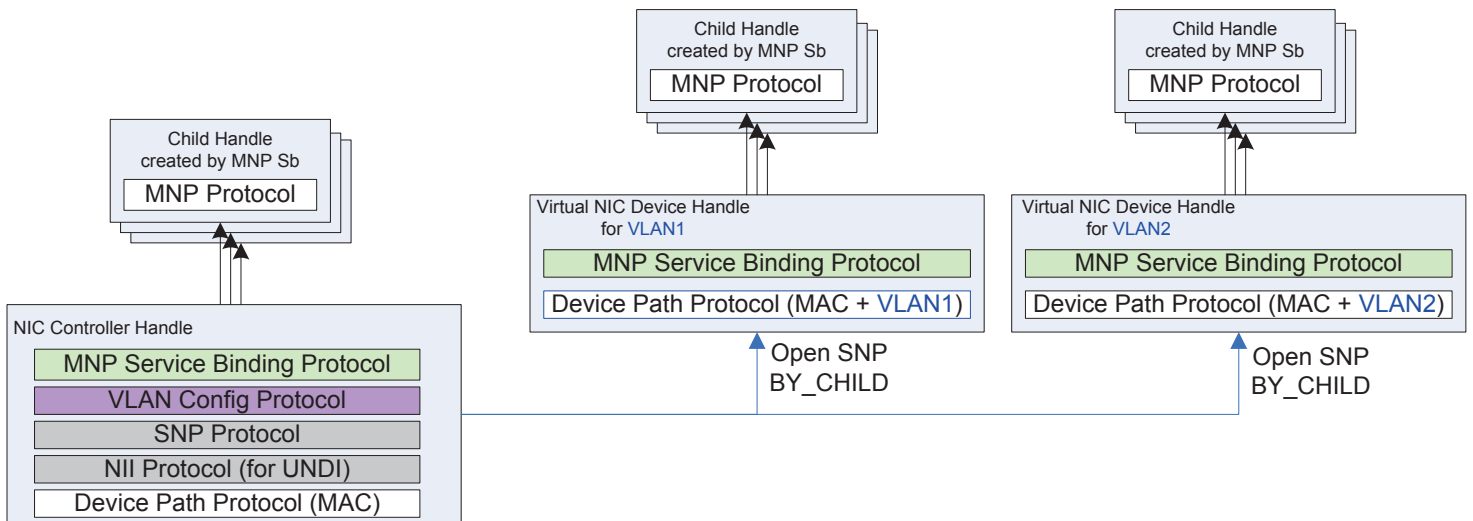 Child Handle
created by MNP Sb
MNP Protocol
NIC Controller Handle
MNP Service Binding Protocol
VLAN Config Protocol
SNP Protocol
NII Protocol (for UNDI)
Device Path Protocol (MAC)
Child Handle
created by MNP Sb
MNP Protocol
Virtual NIC Device Handle
for VLAN1
MNP Service Binding Protocol
Device Path Protocol (MAC + VLAN1)
Open SNP
BY_CHILD
Child Handle
created by MNP Sb
MNP Protocol
Virtual NIC Device Handle
for VLAN2
MNP Service Binding Protocol
Device Path Protocol (MAC + VLAN2)
Open SNP
BY_CHILD